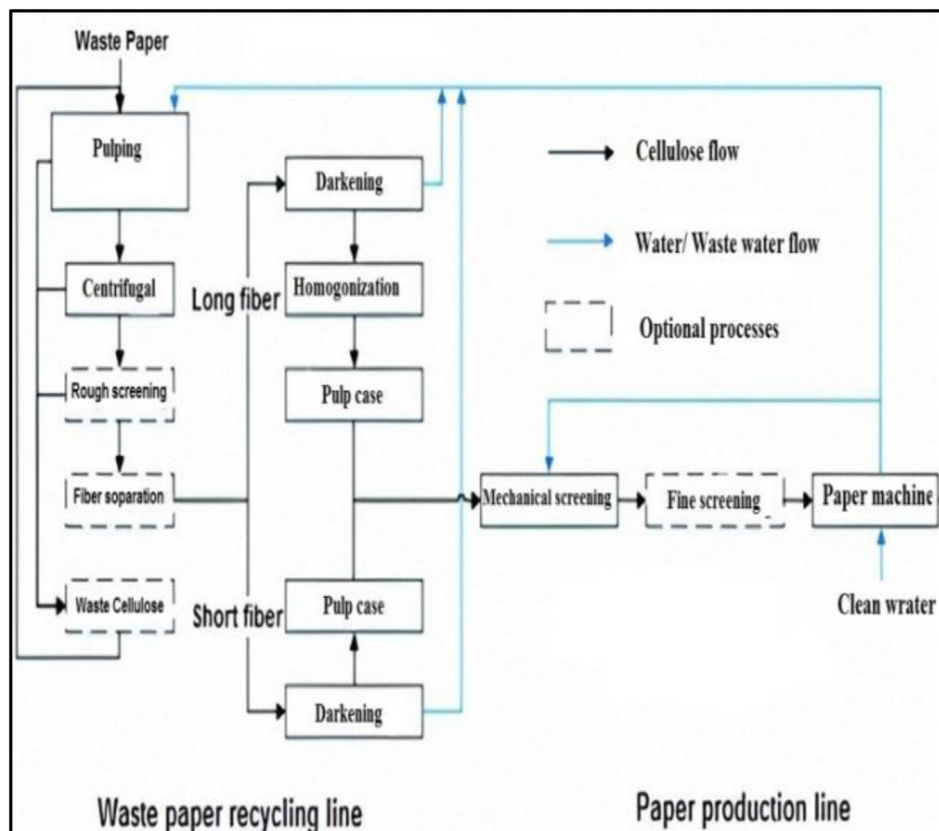 Waste Paper
Pulping
Centrifugal
Rough screening
Fiber soparation
Waste Cellulose
Long fiber
Short fiber
Darkening
Homogonization
Pulp case
Pulp case
Darkening
Cellulose flow
Water/ Waste water flow
Optional processes
Mechanical screening
Fine screening
Paper machine
Clean wrater
Waste paper recycling line
Paper production line